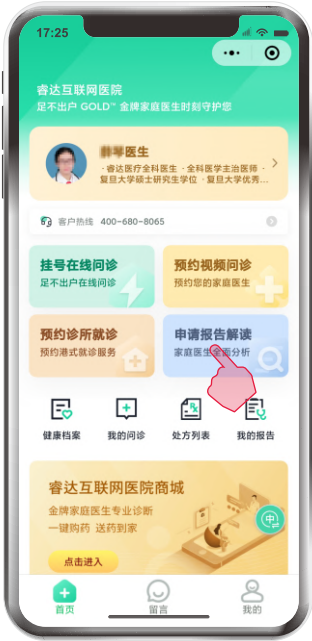 17:25
睿达互联网医院
足不出户 GOLD™ 金牌家庭医生时刻守护您
医生
·睿达医疗全科医生 ·全科医学主治医师 ·
复旦大学硕士研究生学位 ·复旦大学优秀...
客户热线 400-680-8065
挂号在线问诊
足不出户在线问诊
预约视频问诊
预约您的家庭医生
预约诊所就诊
预约港式就诊服务
申请报告解读
家庭医生全面分析
健康档案
我的问诊
处方列表
我的报告
睿达互联网医院商城
金牌家庭医生专业诊断
一键购药 送药到家
点击进入
中
首页
留言
我的